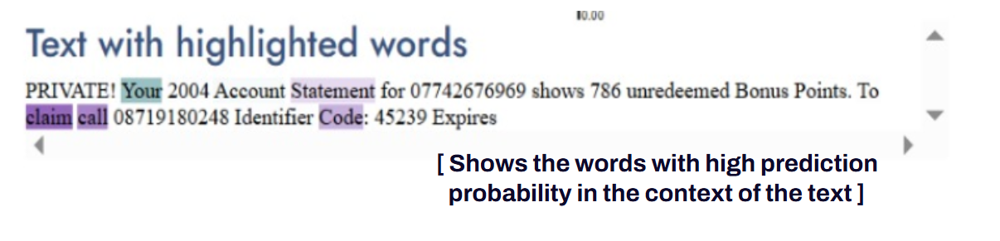 0.00
Text with highlighted words
PRIVATE! Your 2004 Account Statement for 07742676969 shows 786 unredeemed Bonus Points. To
claim call 08719180248 Identifier Code: 45239 Expires
[ Shows the words with high prediction
probability in the context of the text ]